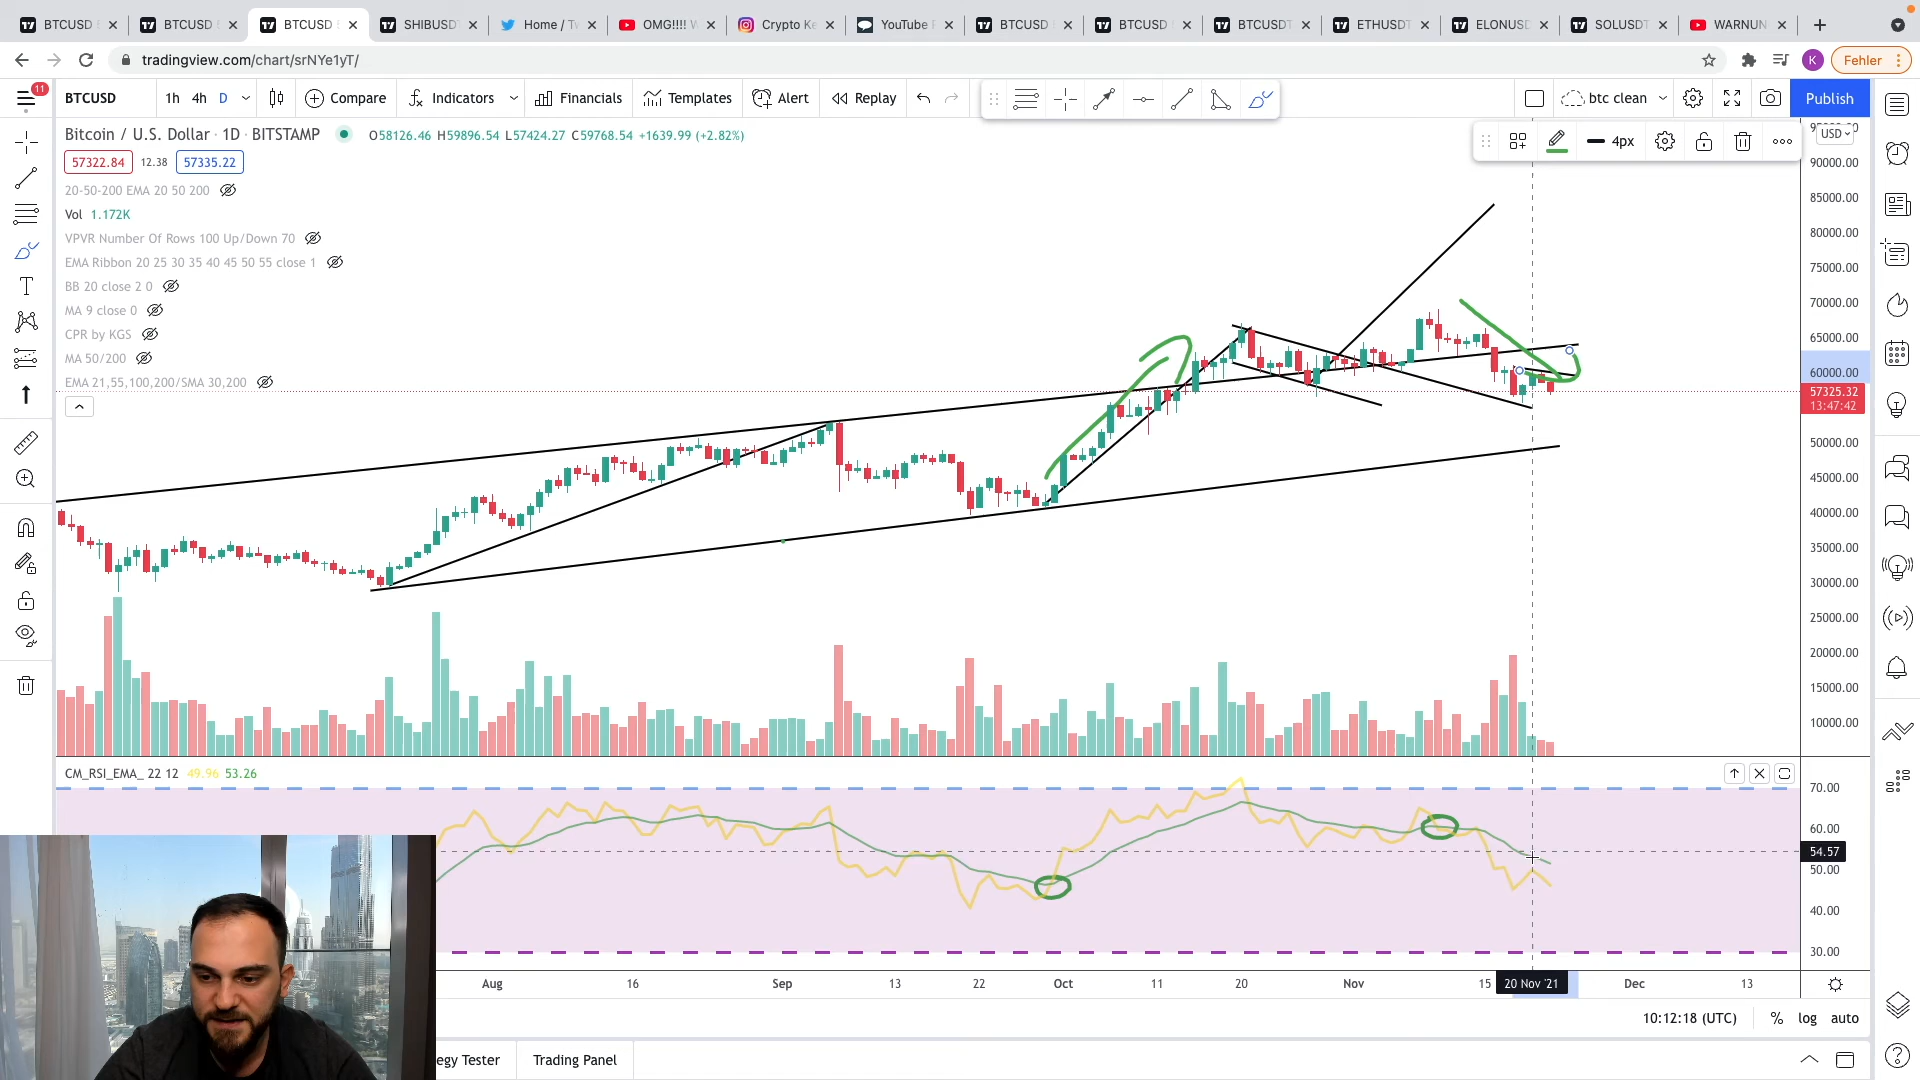 BTCUSD
BTCUSD
BTCUSD
SHIBUSDT
Home / Tw
OMG!!!! W
Crypto Ke
YouTube
BTCUSD
BTCUSD
BTCUSDT
ETHUSDT
ELONUSD
SOLUSDT
WARNUN
tradingview.com/chart/srNYe1yT/
K
Fehler
11
BTCUSD
1h 4h D
Compare
Indicators
Financials
Templates
Alert
Replay
btc clean
Publish
Bitcoin / U.S. Dollar · 1D · BITSTAMP
O58126.46 H59896.54 L57424.27 C59768.54 +1639.99 (+2.82%)
4px
USD
57322.84 12.38 57335.22
20-50-200 EMA 20 50 200
Vol 1.172K
VPVR Number Of Rows 100 Up/Down 70
EMA Ribbon 20 25 30 35 40 45 50 55 close 1
BB 20 close 2 0
MA 9 close 0
CPR by KGS
MA 50/200
EMA 21,55,100,200/SMA 30,200
90000.00
85000.00
80000.00
75000.00
70000.00
65000.00
60000.00
57325.32
13:47:42
50000.00
45000.00
40000.00
35000.00
30000.00
25000.00
20000.00
15000.00
10000.00
CM_RSI_EMA_ 22 12 49.96 53.26
70.00
60.00
54.57
50.00
40.00
30.00
Aug 16 Sep 13 22 Oct 11 20 Nov 15 20 Nov '21 Dec 13
10:12:18 (UTC) % log auto
egy Tester
Trading Panel